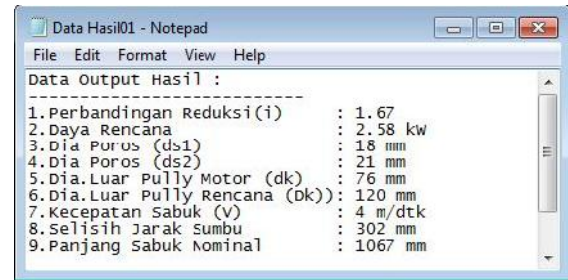 Data Hasil01 - Notepad
File Edit Format View Help
Data Output Hasil :
----------------------------
1.Perbandingan Reduksi(i) : 1.67
2.Daya Rencana : 2.58 kW
3.Dia Poros (ds1) : 18 mm
4.Dia Poros (ds2) : 21 mm
5.Dia.Luar Pully Motor (dk) : 76 mm
6.Dia.Luar Pully Rencana (Dk)): 120 mm
7.Kecepatan Sabuk (V) : 4 m/dtk
8.Selisih Jarak Sumbu : 302 mm
9.Panjang Sabuk Nominal : 1067 mm